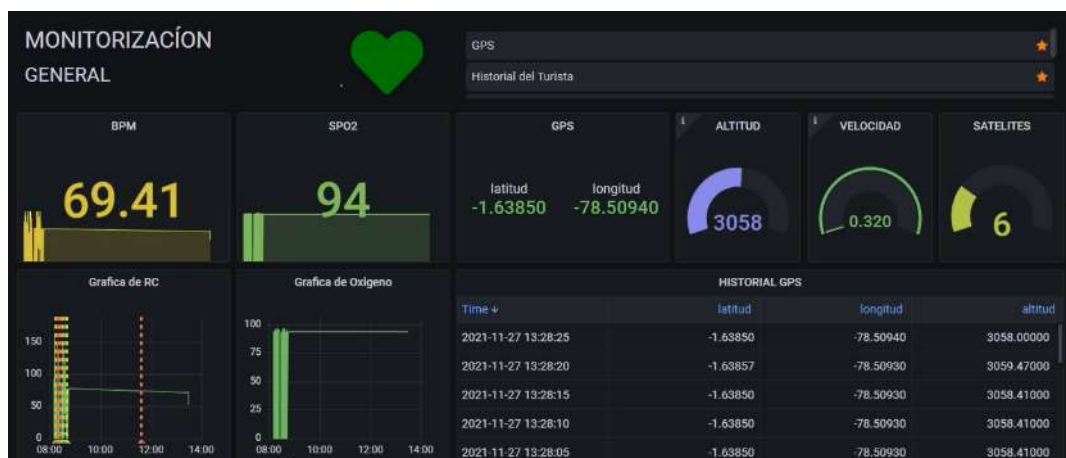 MONITORIZACÍON
GENERAL
GPS
Historial del Turista
BPM
69.41
SPO2
94
GPS
latitud longitud
-1.63850 -78.50940
i ALTITUD
3058
i VELOCIDAD
0.320
SATELITES
6
Grafica de RC
150
100
50
0
08:00 10:00 12:00 14:00
Grafica de Oxigeno
100
75
50
25
0
08:00 10:00 12:00 14:00
HISTORIAL GPS
Time ↓ latitud longitud altitud
2021-11-27 13:28:25 -1.63850 -78.50940 3058.00000
2021-11-27 13:28:20 -1.63857 -78.50930 3059.47000
2021-11-27 13:28:15 -1.63850 -78.50930 3058.41000
2021-11-27 13:28:10 -1.63850 -78.50930 3058.41000
2021-11-27 13:28:05 -1.63850 -78.50930 3058.41000